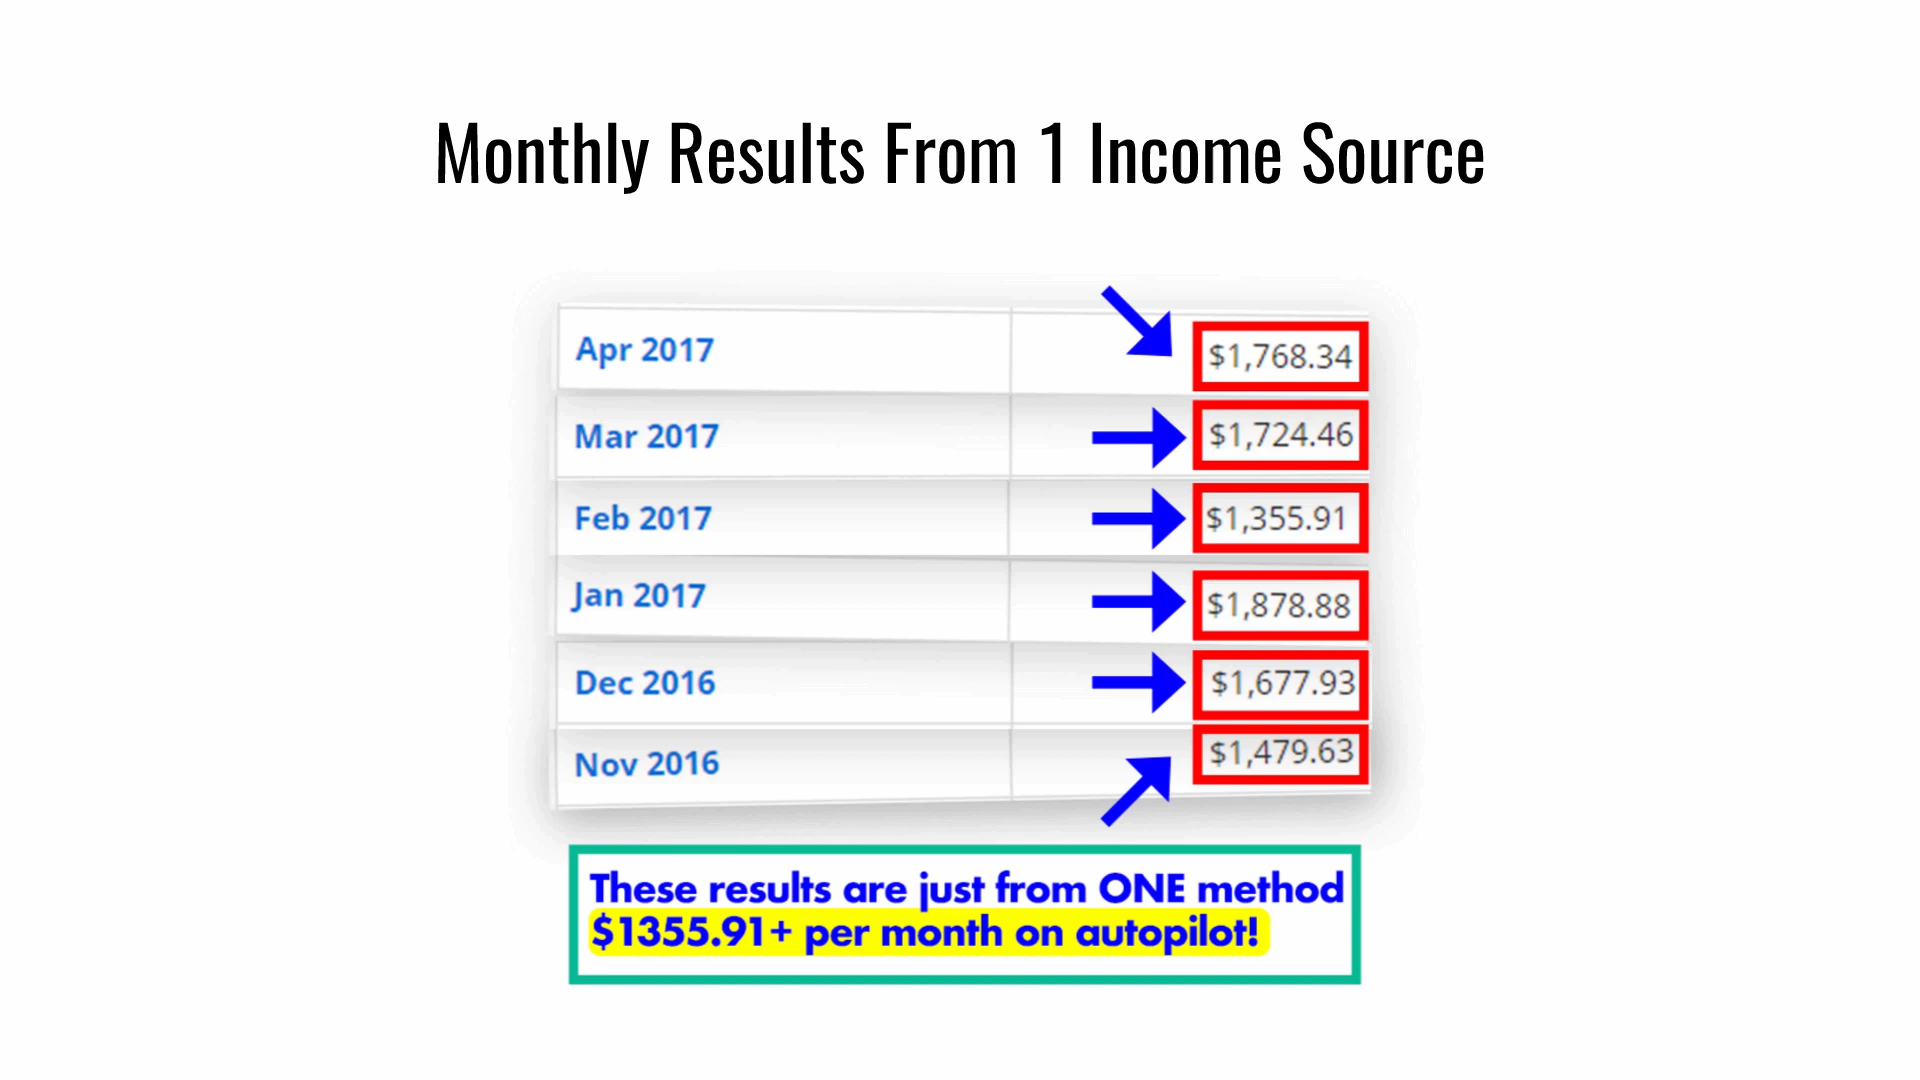 Monthly Results From 1 Income Source
Apr 2017 $1,768.34
Mar 2017 $1,724.46
Feb 2017 $1,355.91
Jan 2017 $1,878.88
Dec 2016 $1,677.93
Nov 2016 $1,479.63
These results are just from ONE method
$1355.91+ per month on autopilot!